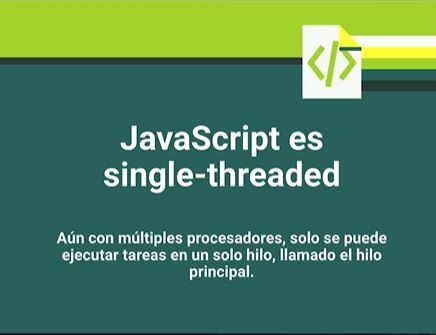 JavaScript es
single-threaded
Aún con múltiples procesadores, solo se puede
ejecutar tareas en un solo hilo, llamado el hilo
principal.